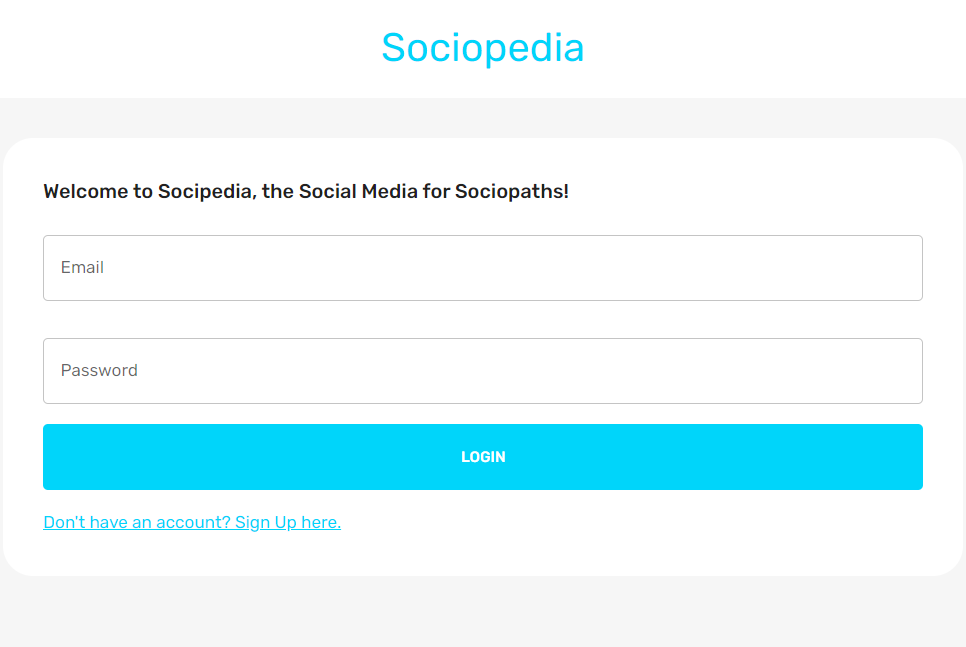 Sociopedia
Welcome to Socipedia, the Social Media for Sociopaths!
Email
Password
LOGIN
Don't have an account? Sign Up here.